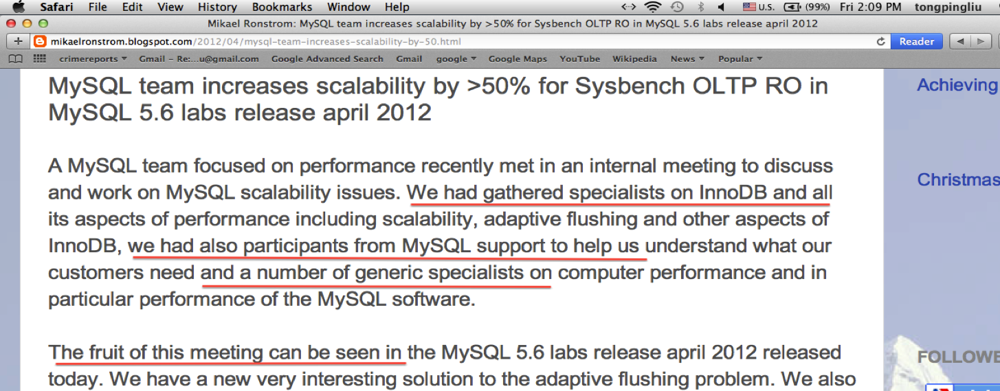 Safari File Edit View History Bookmarks Window Help U.S. (99%) Fri 2:09 PM tongpingliu
Mikael Ronstrom: MySQL team increases scalability by >50% for Sysbench OLTP RO in MySQL 5.6 labs release april 2012
mikaelronstrom.blogspot.com/2012/04/mysql-team-increases-scalability-by-50.html Reader
crimereports Gmail – Re:...u@gmail.com Google Advanced Search Gmail google Google Maps YouTube Wikipedia News Popular
MySQL team increases scalability by >50% for Sysbench OLTP RO in
MySQL 5.6 labs release april 2012
Achieving
A MySQL team focused on performance recently met in an internal meeting to discuss
and work on MySQL scalability issues. We had gathered specialists on InnoDB and all
its aspects of performance including scalability, adaptive flushing and other aspects of
InnoDB, we had also participants from MySQL support to help us understand what our
customers need and a number of generic specialists on computer performance and in
particular performance of the MySQL software.
Christmas
The fruit of this meeting can be seen in the MySQL 5.6 labs release april 2012 released
today. We have a new very interesting solution to the adaptive flushing problem. We also
FOLLOWE